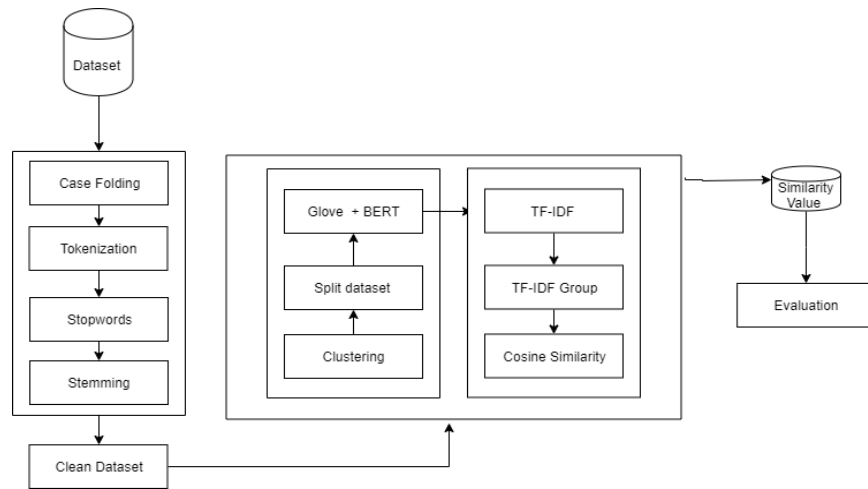 Dataset
Case Folding
Tokenization
Stopwords
Stemming
Clean Dataset
Glove + BERT
Split dataset
Clustering
TF-IDF
TF-IDF Group
Cosine Similarity
Similarity
Value
Evaluation